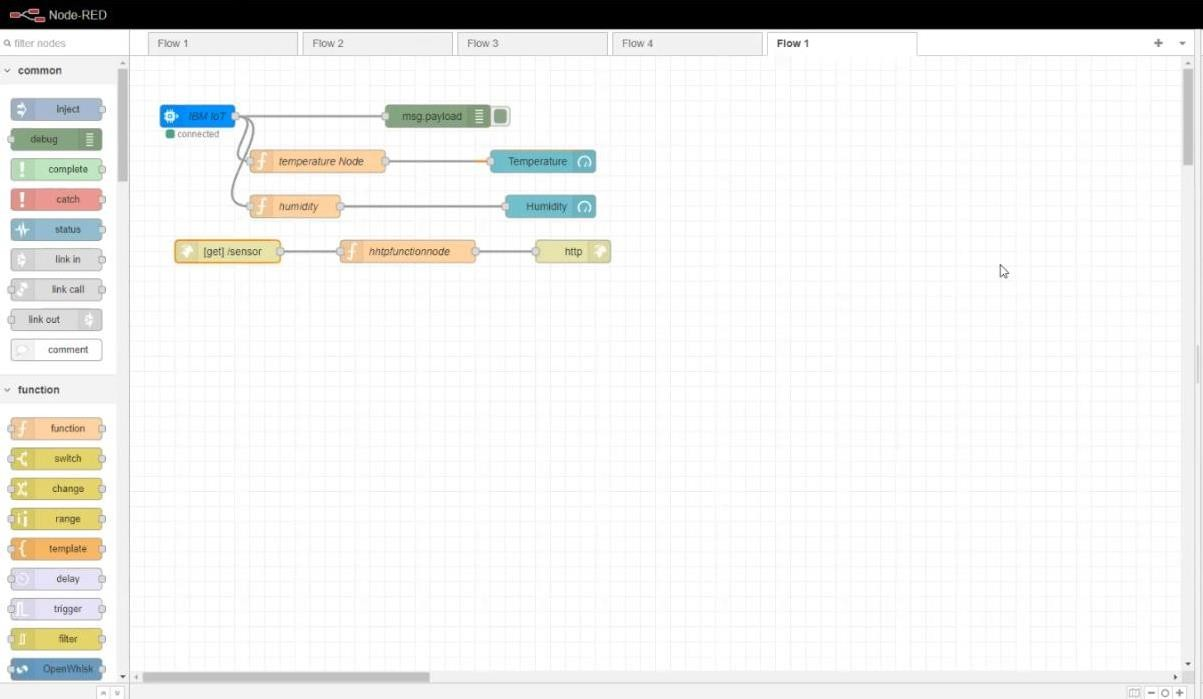 Node-RED
filter nodes
Flow 1
Flow 2
Flow 3
Flow 4
Flow 1
common
inject
debug
complete
catch
status
link in
link call
link out
comment
function
function
switch
change
range
template
delay
trigger
filter
OpenWhisk
IBM IoT
connected
msg.payload
temperature Node
Temperature
humidity
Humidity
[get] /sensor
hhtpfunctionnode
http